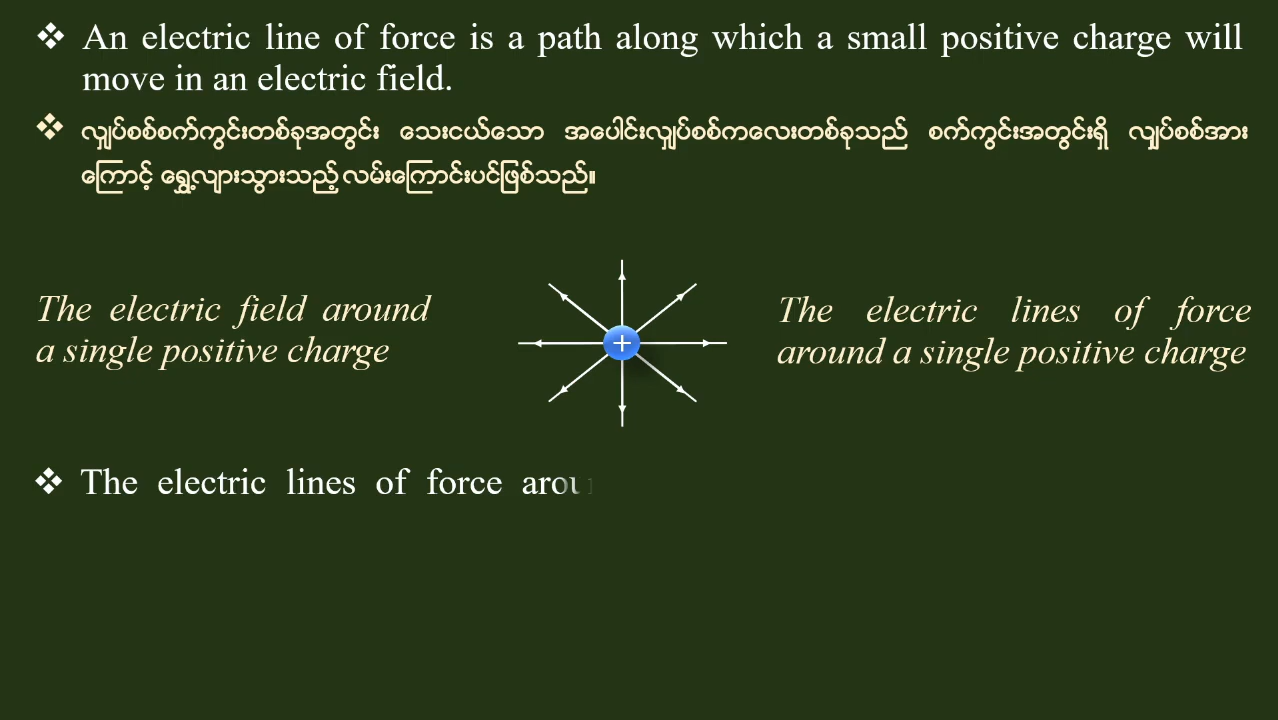 ❖ An electric line of force is a path along which a small positive charge will
move in an electric field.
❖ လျှပ်စစ်စက်ကွင်းတစ်ခုအတွင်း သေးငယ်သော အပေါင်းလျှပ်စစ်ကလေးတစ်ခုသည် စက်ကွင်းအတွင်းရှိ လျှပ်စစ်အား
ကြောင့် ရွေ့လျားသွားသည့် လမ်းကြောင်းပင်ဖြစ်သည်။
The electric field around
a single positive charge
+
The electric lines of force
around a single positive charge
❖ The electric lines of force